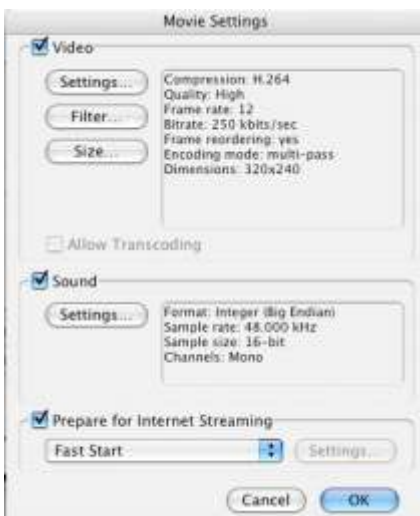 Movie Settings
Video
Settings...
Filter...
Size...
Compression: H.264
Quality: High
Frame rate: 12
Bitrate: 250 kbits/sec
Frame reordering: yes
Encoding mode: multi-pass
Dimensions: 320x240
Allow Transcoding
Sound
Settings...
Format: Integer (Big Endian)
Sample rate: 48.000 kHz
Sample size: 16-bit
Channels: Mono
Prepare for Internet Streaming
Fast Start
Settings...
Cancel
OK